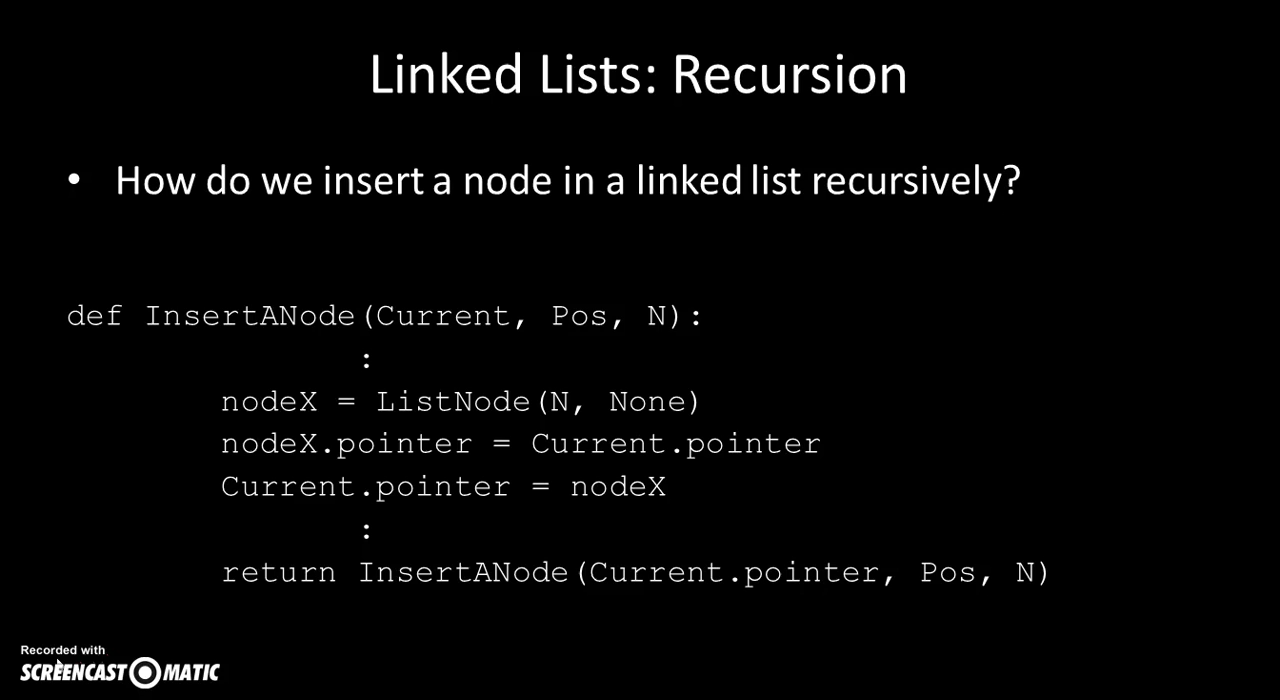 Linked Lists: Recursion
• How do we insert a node in a linked list recursively?
def InsertANode(Current, Pos, N):
:
nodeX = ListNode(N, None)
nodeX.pointer = Current.pointer
Current.pointer = nodeX
:
return InsertANode(Current.pointer, Pos, N)
Recorded with
SCREENCAST MATIC